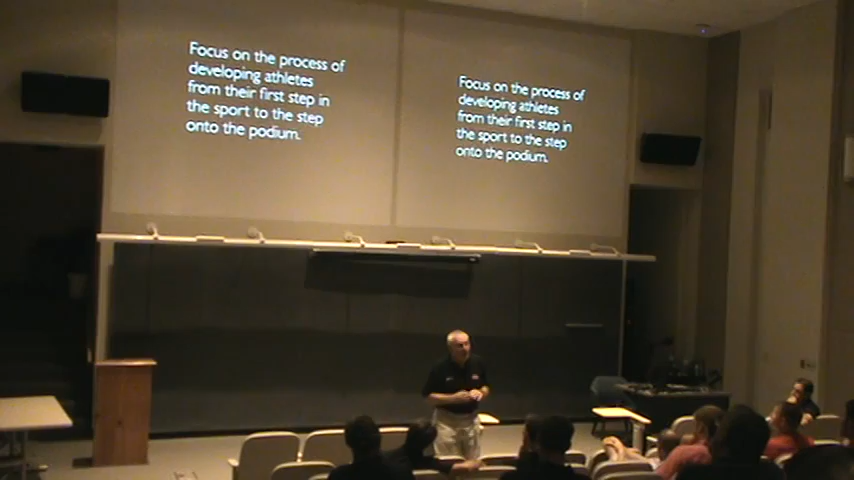 Focus on the process of
developing athletes
from their first step in
the sport to the step
onto the podium.
Focus on the process of
developing athletes
from their first step in
the sport to the step
onto the podium.